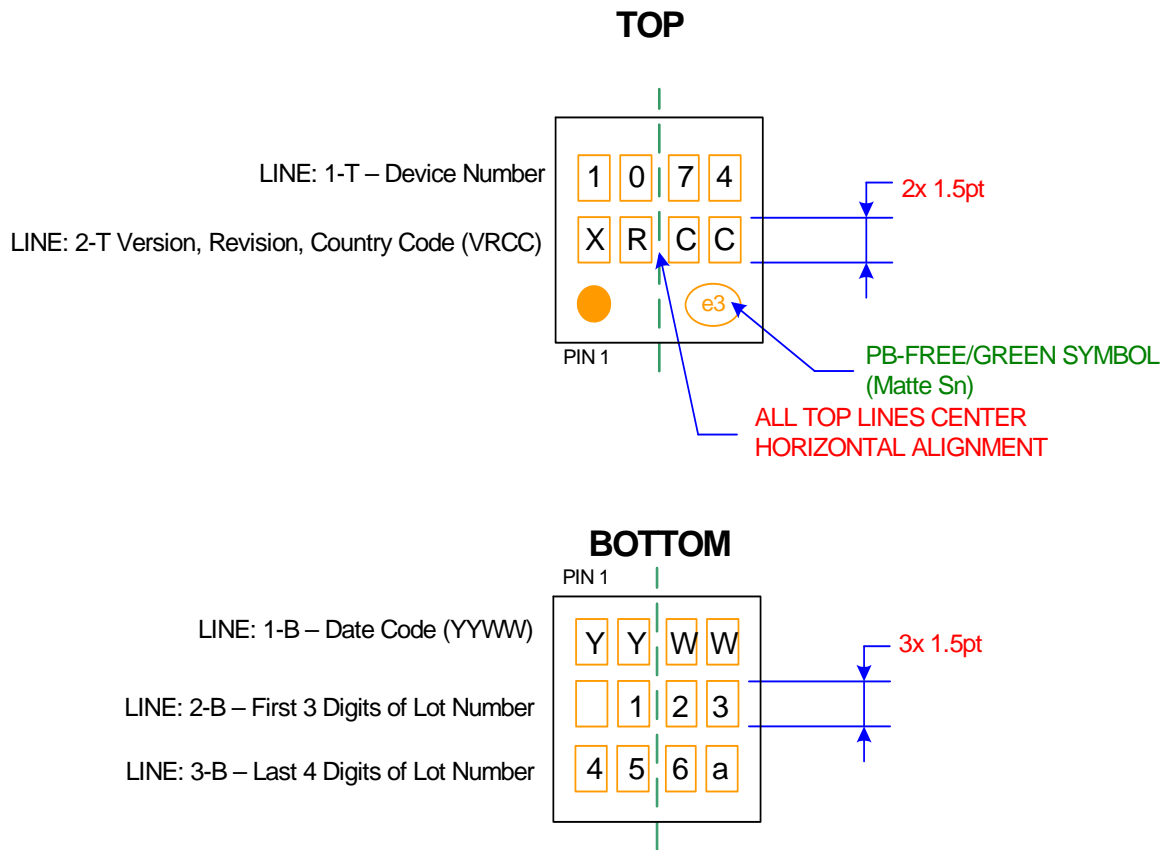 TOP
LINE: 1-T – Device Number
1 0 7 4
2x 1.5pt
LINE: 2-T Version, Revision, Country Code (VRCC)
X R C C
e3
PIN 1
PB-FREE/GREEN SYMBOL
(Matte Sn)
ALL TOP LINES CENTER
HORIZONTAL ALIGNMENT
BOTTOM
PIN 1
LINE: 1-B – Date Code (YYWW)
Y Y W W
3x 1.5pt
LINE: 2-B – First 3 Digits of Lot Number
1 2 3
LINE: 3-B – Last 4 Digits of Lot Number
4 5 6 a